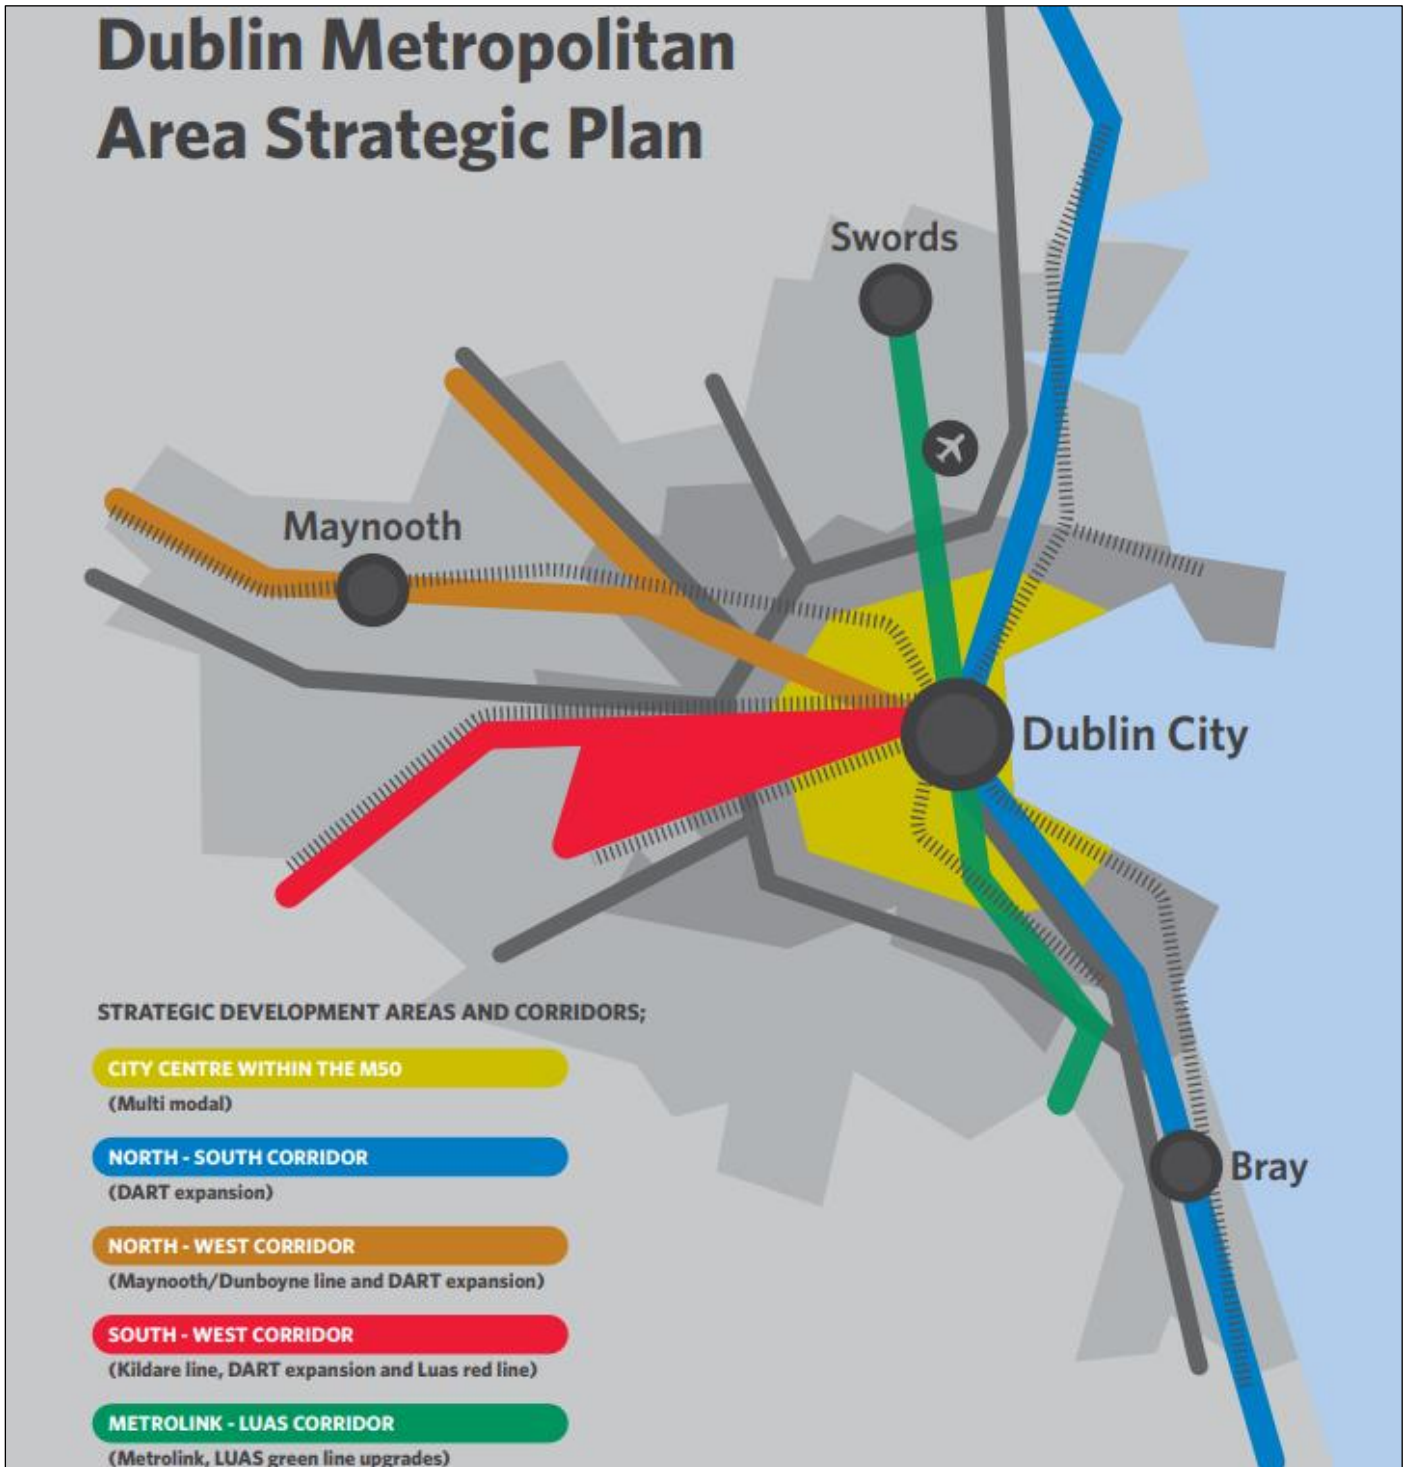 Dublin Metropolitan
Area Strategic Plan
Swords
Maynooth
Dublin City
Bray
STRATEGIC DEVELOPMENT AREAS AND CORRIDORS;
CITY CENTRE WITHIN THE M50
(Multi modal)
NORTH - SOUTH CORRIDOR
(DART expansion)
NORTH - WEST CORRIDOR
(Maynooth/Dunboyne line and DART expansion)
SOUTH - WEST CORRIDOR
(Kildare line, DART expansion and Luas red line)
METROLINK - LUAS CORRIDOR
(Metrolink, LUAS green line upgrades)